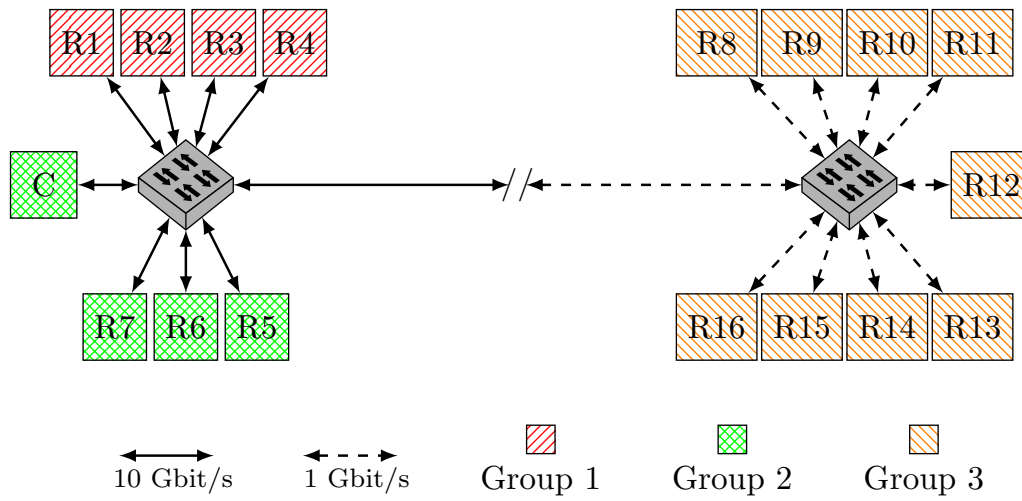 R1 R2 R3 R4 R8 R9 R10 R11
C R12
R7 R6 R5 R16 R15 R14 R13
10 Gbit/s 1 Gbit/s Group 1 Group 2 Group 3